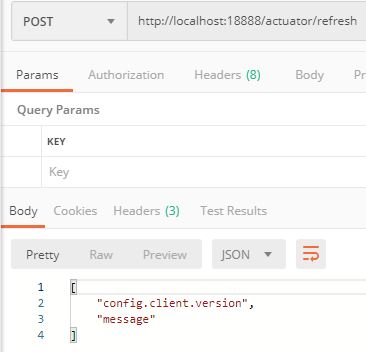 POST http://localhost:18888/actuator/refresh
Params Authorization Headers (8) Body Pr
Query Params
KEY
Key
Body Cookies Headers (3) Test Results
Pretty Raw Preview JSON
1 [
2 "config.client.version",
3 "message"
4 ]